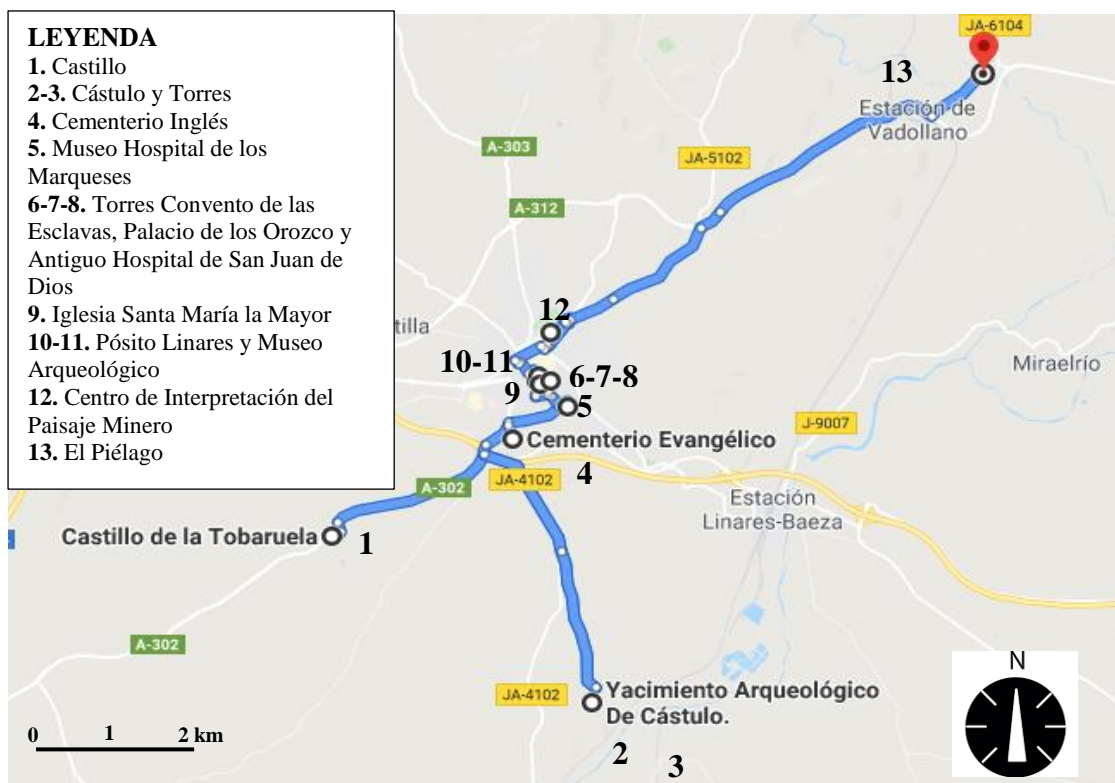 LEYENDA
1. Castillo
2-3. Cástulo y Torres
4. Cementerio Inglés
5. Museo Hospital de los
Marqueses
6-7-8. Torres Convento de las
Esclavas, Palacio de los Orozco y
Antiguo Hospital de San Juan de
Dios
9. Iglesia Santa María la Mayor
10-11. Pósito Linares y Museo
Arqueológico
12. Centro de Interpretación del
Paisaje Minero
13. El Piélago
JA-6104
13
Estación de
Vadollano
A-303
JA-5102
A-312
12
tilla
10-11
6-7-8
9
5
Miraelrío
J-9007
Cementerio Evangélico
4
A-302
JA-4102
Estación
Linares-Baeza
Castillo de la Tobaruela
1
A-302
JA-4102
Yacimiento Arqueológico
De Cástulo.
2
3
0 1 2 km
N